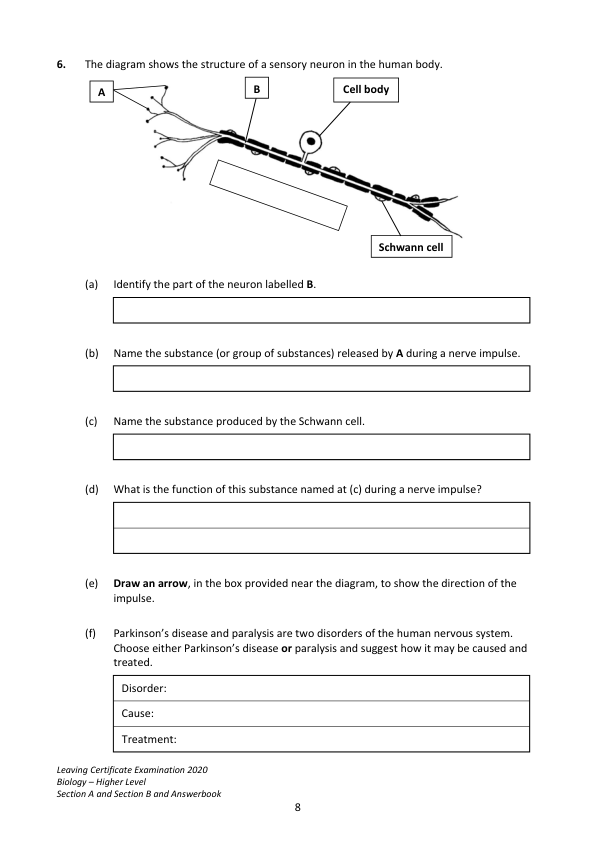 6. The diagram shows the structure of a sensory neuron in the human body.
A
B
Cell body
Schwann cell
(a) Identify the part of the neuron labelled B.
(b) Name the substance (or group of substances) released by A during a nerve impulse.
(c) Name the substance produced by the Schwann cell.
(d) What is the function of this substance named at (c) during a nerve impulse?
(e) Draw an arrow, in the box provided near the diagram, to show the direction of the
impulse.
(f) Parkinson’s disease and paralysis are two disorders of the human nervous system.
Choose either Parkinson’s disease or paralysis and suggest how it may be caused and
treated.
Disorder:
Cause:
Treatment:
Leaving Certificate Examination 2020
Biology – Higher Level
Section A and Section B and Answerbook
8